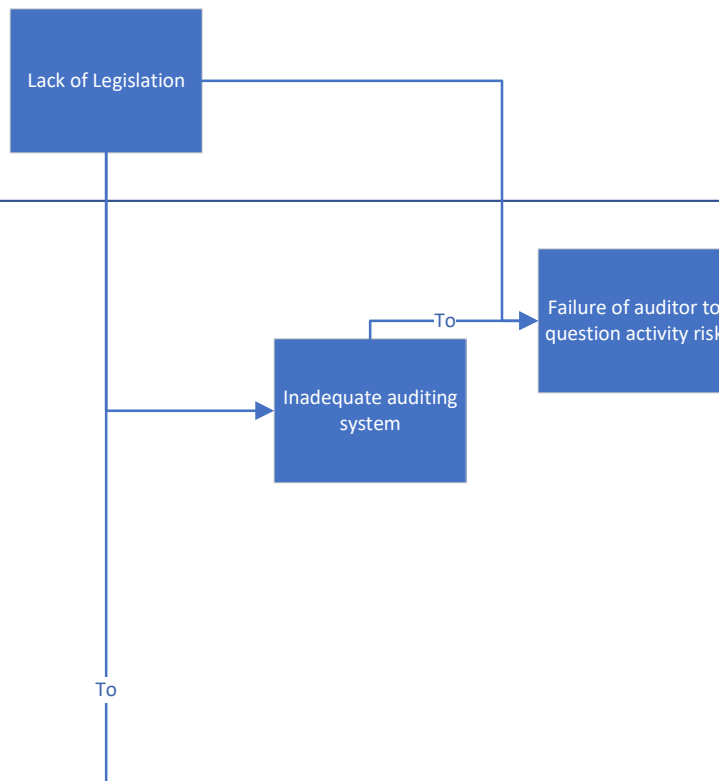 Lack of Legislation
Failure of auditor to
question activity risk
To
Inadequate auditing
system
To